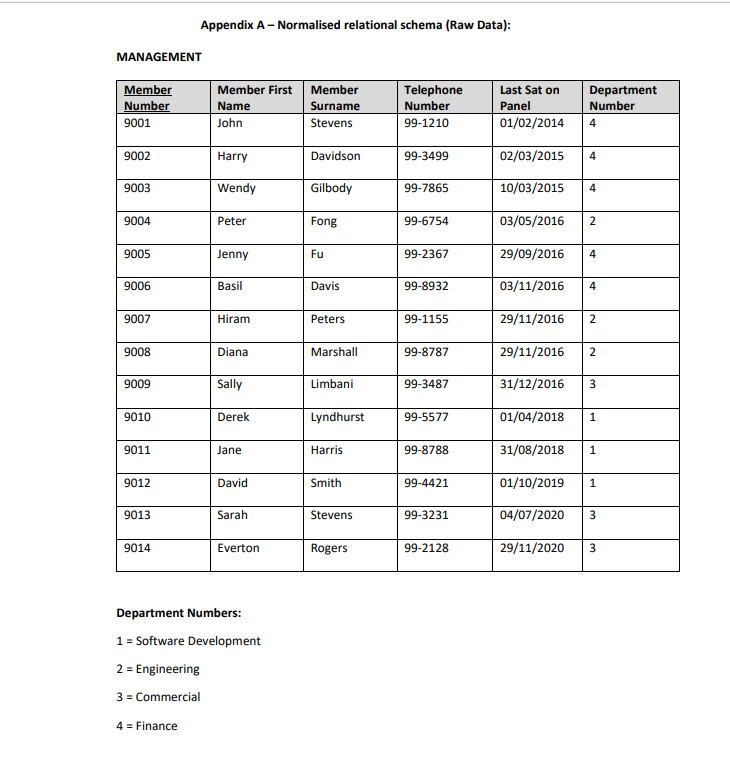 Appendix A – Normalised relational schema (Raw Data):
MANAGEMENT
Member Number | Member First Name | Member Surname | Telephone Number | Last Sat on Panel | Department Number
9001 | John | Stevens | 99-1210 | 01/02/2014 | 4
9002 | Harry | Davidson | 99-3499 | 02/03/2015 | 4
9003 | Wendy | Gilbody | 99-7865 | 10/03/2015 | 4
9004 | Peter | Fong | 99-6754 | 03/05/2016 | 2
9005 | Jenny | Fu | 99-2367 | 29/09/2016 | 4
9006 | Basil | Davis | 99-8932 | 03/11/2016 | 4
9007 | Hiram | Peters | 99-1155 | 29/11/2016 | 2
9008 | Diana | Marshall | 99-8787 | 29/11/2016 | 2
9009 | Sally | Limbani | 99-3487 | 31/12/2016 | 3
9010 | Derek | Lyndhurst | 99-5577 | 01/04/2018 | 1
9011 | Jane | Harris | 99-8788 | 31/08/2018 | 1
9012 | David | Smith | 99-4421 | 01/10/2019 | 1
9013 | Sarah | Stevens | 99-3231 | 04/07/2020 | 3
9014 | Everton | Rogers | 99-2128 | 29/11/2020 | 3
Department Numbers:
1 = Software Development
2 = Engineering
3 = Commercial
4 = Finance